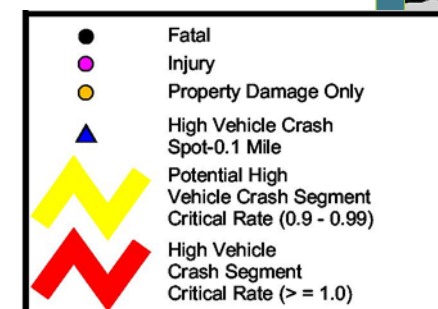 Fatal
Injury
Property Damage Only
High Vehicle Crash
Spot-0.1 Mile
Potential High
Vehicle Crash Segment
Critical Rate (0.9 - 0.99)
High Vehicle
Crash Segment
Critical Rate (> = 1.0)